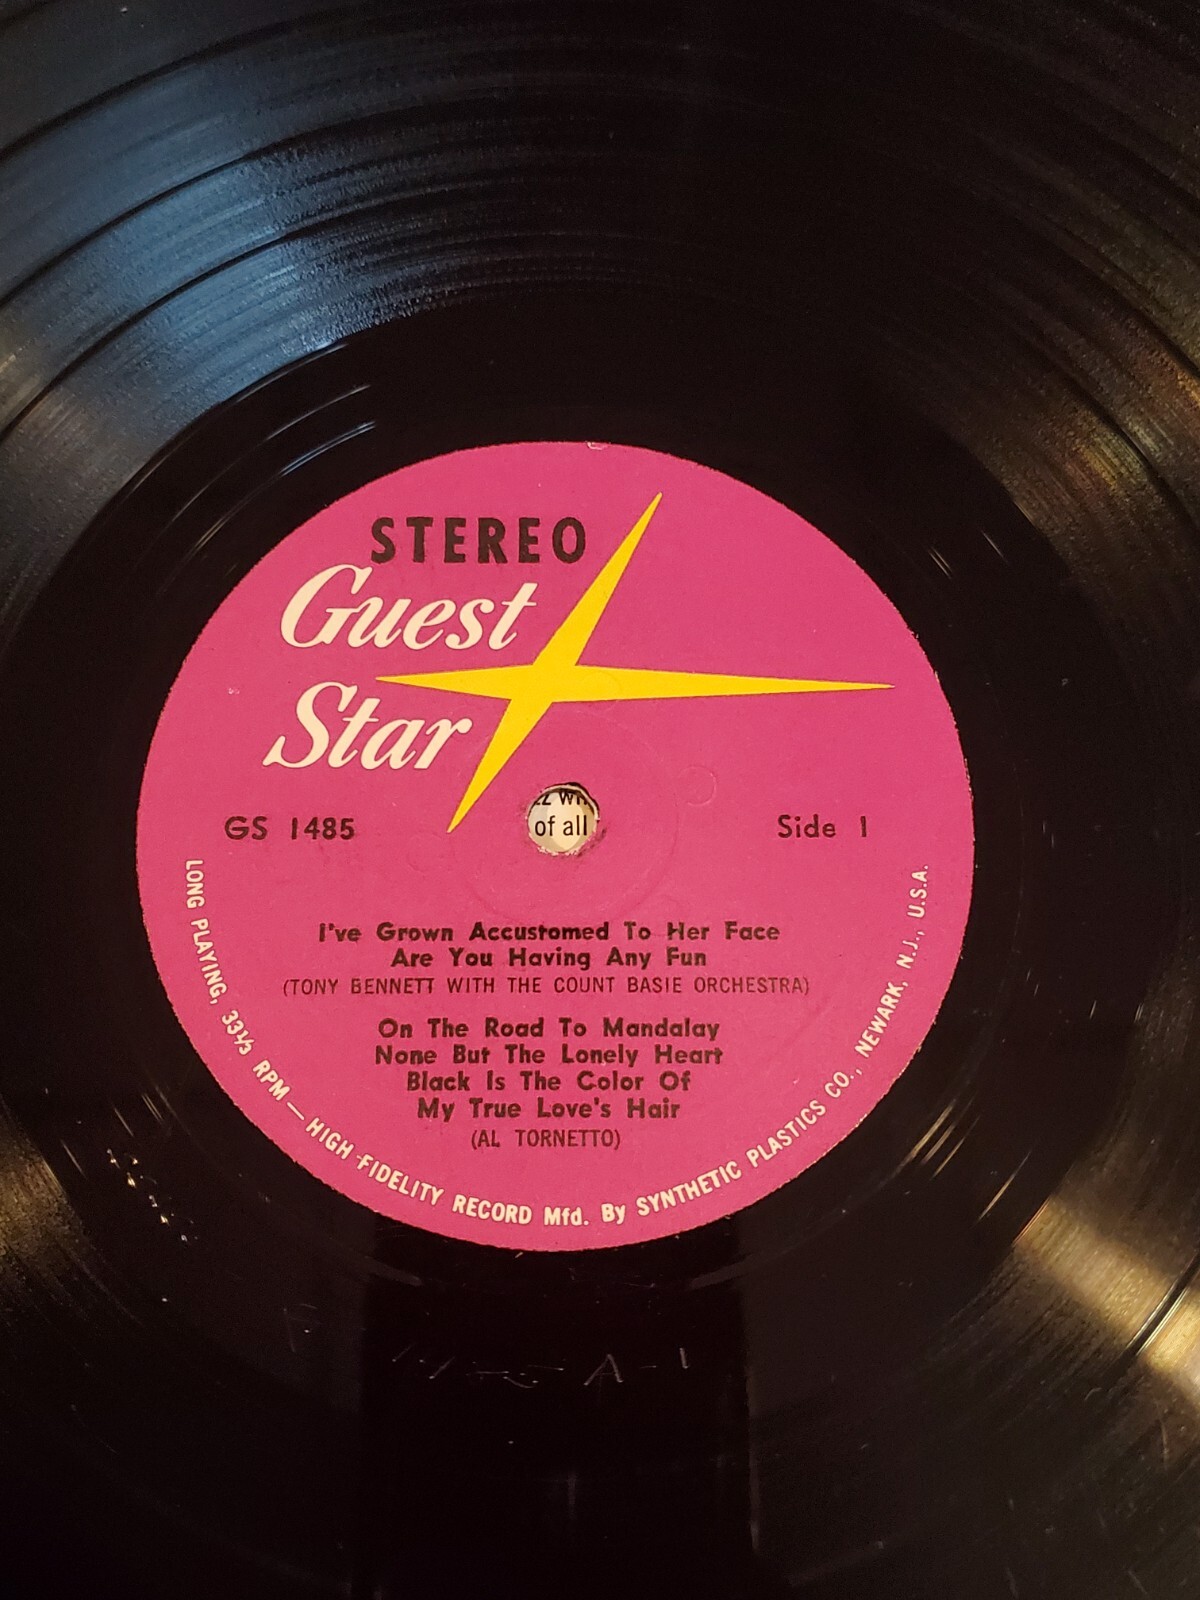 STEREO
Guest
Star
GS 1485
of all
Side 1
I've Grown Accustomed To Her Face
Are You Having Any Fun
(TONY BENNETT WITH THE COUNT BASIE ORCHESTRA)
On The Road To Mandalay
None But The Lonely Heart
Black Is The Color Of
My True Love's Hair
(AL TORNETTO)
LONG PLAYING, 33⅓ RPM — HIGH FIDELITY RECORD Mfd. By SYNTHETIC PLASTICS CO., NEWARK, N.J., U.S.A.
A-1